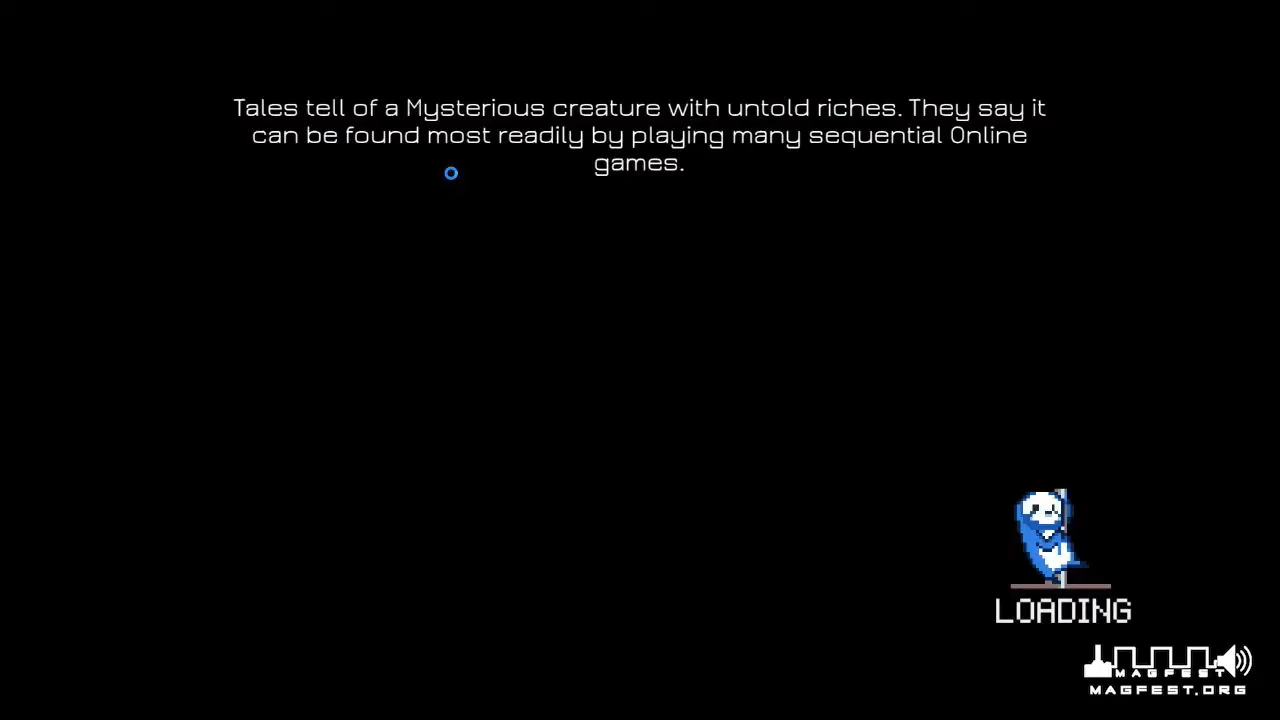 Tales tell of a Mysterious creature with untold riches. They say it
can be found most readily by playing many sequential Online
games.
LOADING
MAGFEST
MAGFEST.ORG